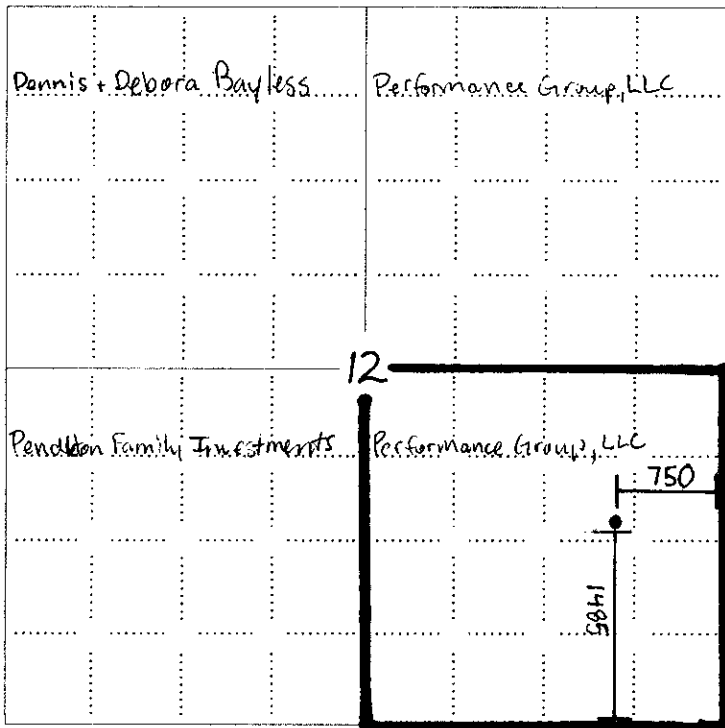 Dennis + Debora Bayless
Performance Group, LLC
12
Pendleton Family Investments
Performance Group, LLC
750
1485